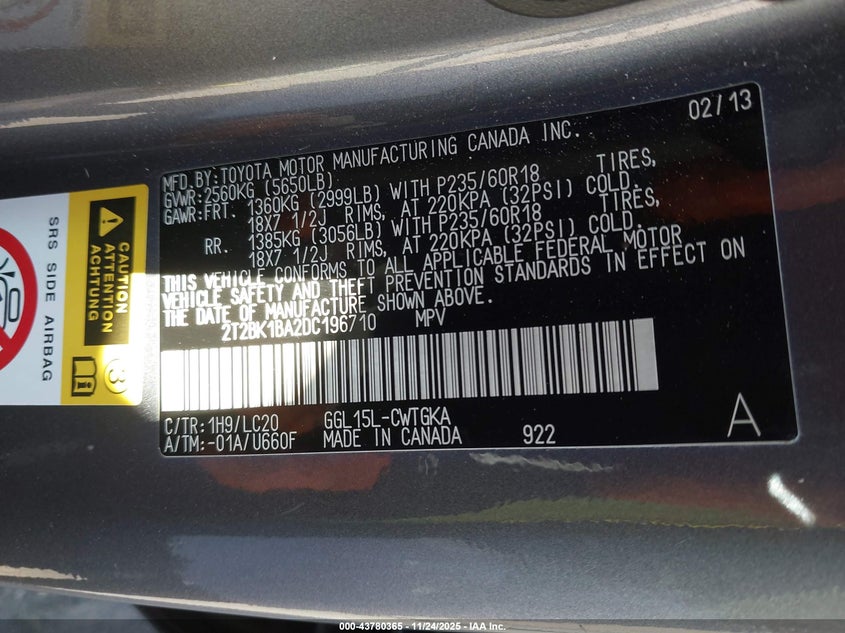 02/13
MFD.BY:TOYOTA MOTOR MANUFACTURING CANADA INC.
GVWR:2560KG (5650LB)
GAWR:FRT. 1360KG (2999LB) WITH P235/60R18 TIRES,
18X7 1/2J RIMS, AT 220KPA (32PSI) COLD.
RR. 1385KG (3056LB) WITH P235/60R18 TIRES,
18X7 1/2J RIMS, AT 220KPA (32PSI) COLD.
THIS VEHICLE CONFORMS TO ALL APPLICABLE FEDERAL MOTOR
VEHICLE SAFETY AND THEFT PREVENTION STANDARDS IN EFFECT ON
THE DATE OF MANUFACTURE SHOWN ABOVE.
2T2BK1BA2DC196710 MPV
C/TR:1H9/LC20 GGL15L-CWTGKA
A/TM:-01A/U660F MADE IN CANADA 922
A
CAUTION
ATTENTION
ACHTUNG
SRS SIDE AIRBAG
3
000-43780365 - 11/24/2025 - IAA Inc.